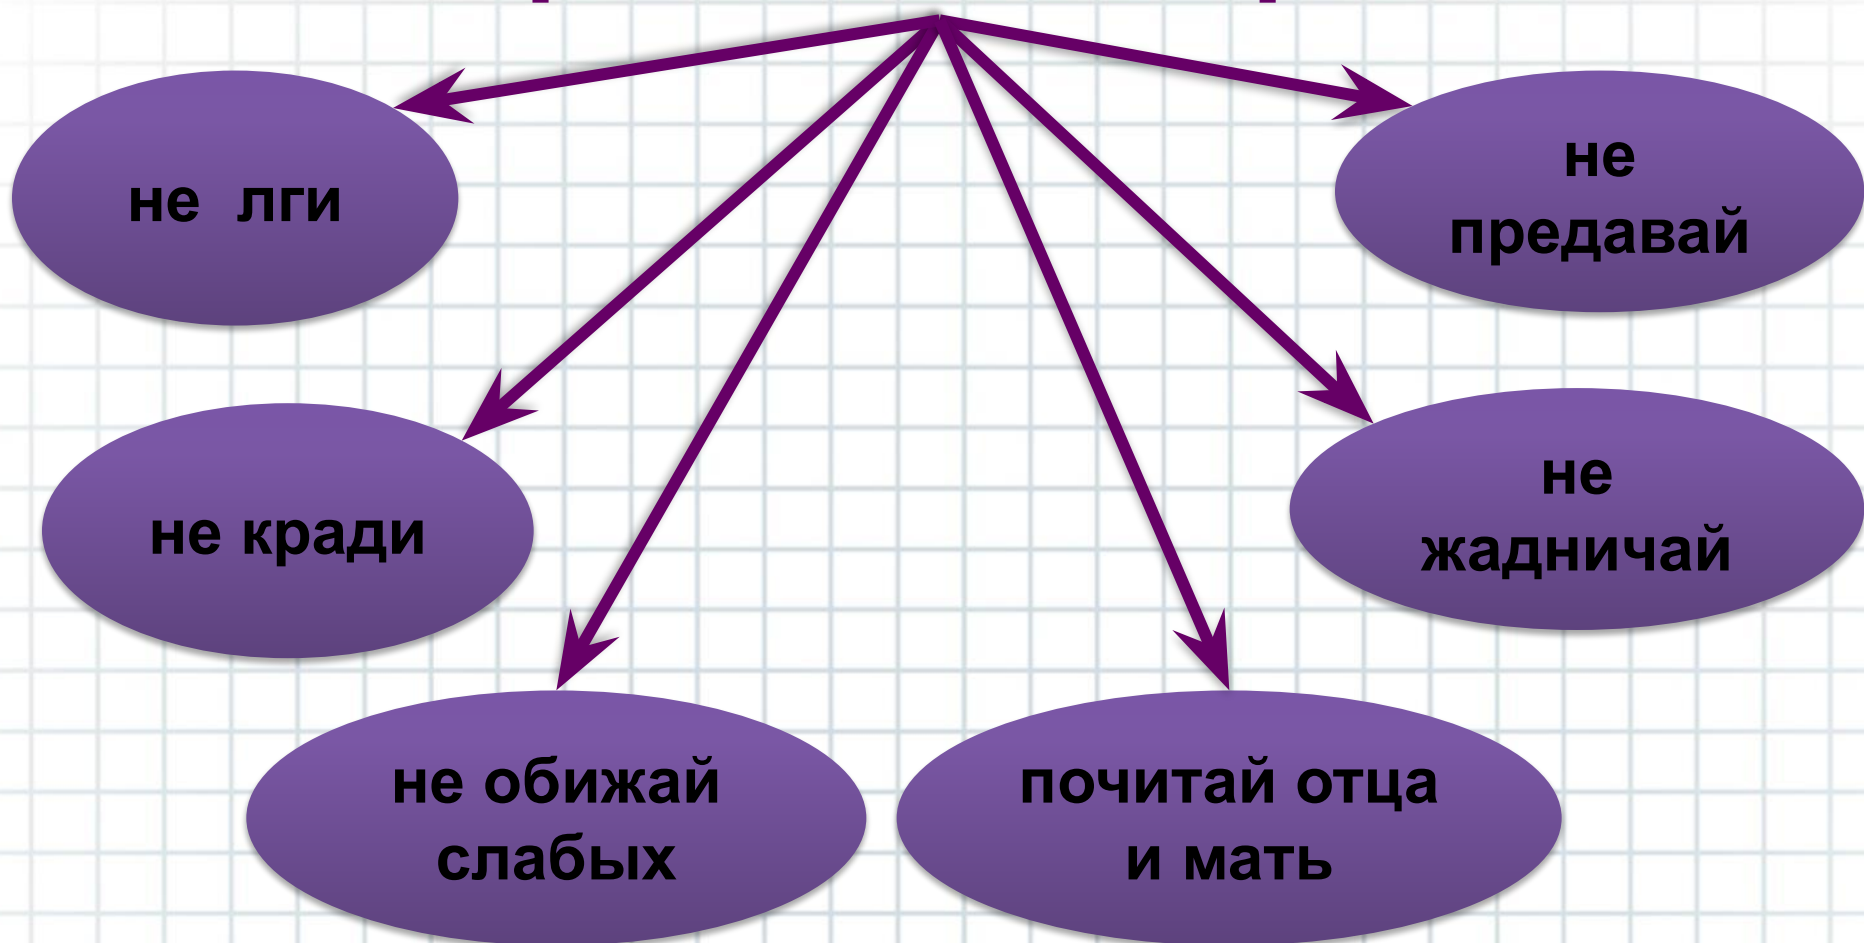 не лги
не
предавай
не кради
не
жадничай
не обижай
слабых
почитай отца
и мать